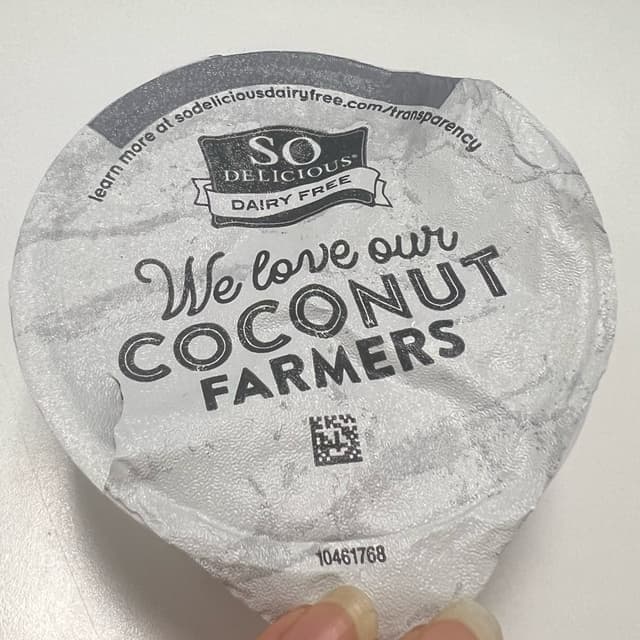 learn more at sodeliciousdairyfree.com/transparency
SO
DELICIOUS®
DAIRY FREE
We love our
COCONUT
FARMERS
10461768